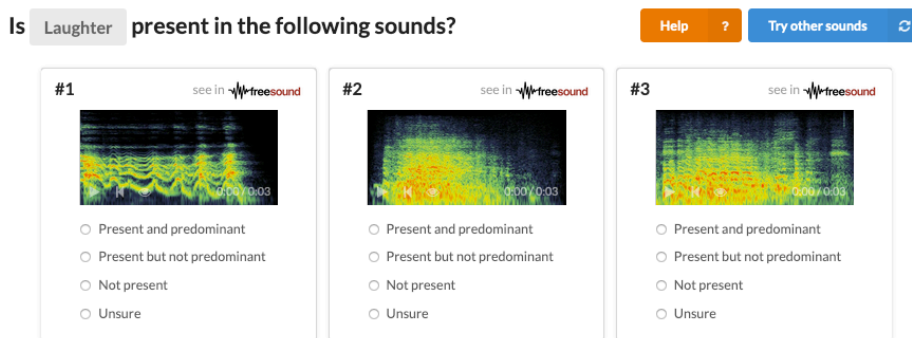 Is Laughter present in the following sounds?
Help ?
Try other sounds
#1 see in freesound
0:00 / 0:03
Present and predominant
Present but not predominant
Not present
Unsure
#2 see in freesound
0:00 / 0:03
Present and predominant
Present but not predominant
Not present
Unsure
#3 see in freesound
0:00 / 0:03
Present and predominant
Present but not predominant
Not present
Unsure